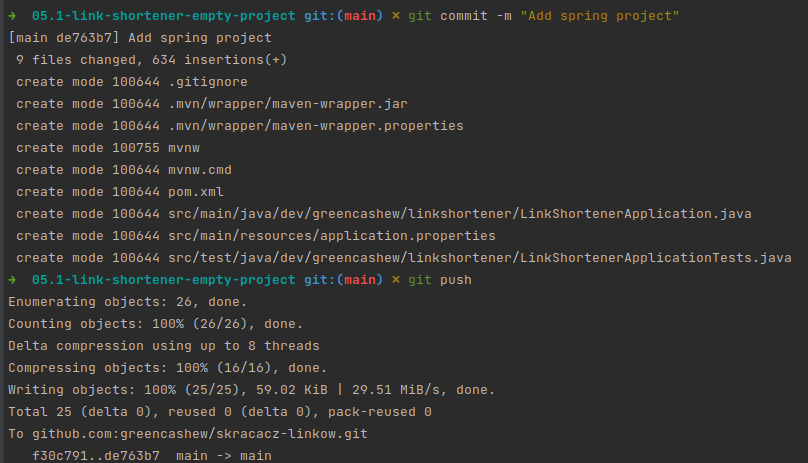 ➜  05.1-link-shortener-empty-project git:(main) ✗ git commit -m "Add spring project"
[main de763b7] Add spring project
 9 files changed, 634 insertions(+)
 create mode 100644 .gitignore
 create mode 100644 .mvn/wrapper/maven-wrapper.jar
 create mode 100644 .mvn/wrapper/maven-wrapper.properties
 create mode 100755 mvnw
 create mode 100644 mvnw.cmd
 create mode 100644 pom.xml
 create mode 100644 src/main/java/dev/greencashew/linkshortener/LinkShortenerApplication.java
 create mode 100644 src/main/resources/application.properties
 create mode 100644 src/test/java/dev/greencashew/linkshortener/LinkShortenerApplicationTests.java
➜  05.1-link-shortener-empty-project git:(main) ✗ git push
Enumerating objects: 26, done.
Counting objects: 100% (26/26), done.
Delta compression using up to 8 threads
Compressing objects: 100% (16/16), done.
Writing objects: 100% (25/25), 59.02 KiB | 29.51 MiB/s, done.
Total 25 (delta 0), reused 0 (delta 0), pack-reused 0
To github.com:greencashew/skracacz-linkow.git
   f30c791..de763b7  main -> main